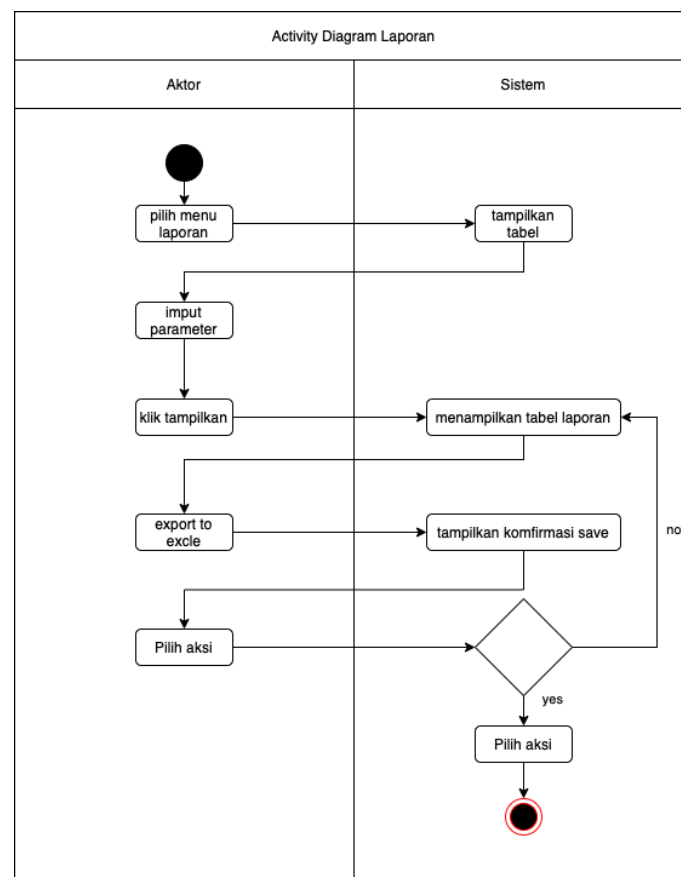 Activity Diagram Laporan
Aktor
Sistem
pilih menu
laporan
tampilkan
tabel
imput
parameter
klik tampilkan
menampilkan tabel laporan
export to
excle
tampilkan komfirmasi save
no
Pilih aksi
yes
Pilih aksi